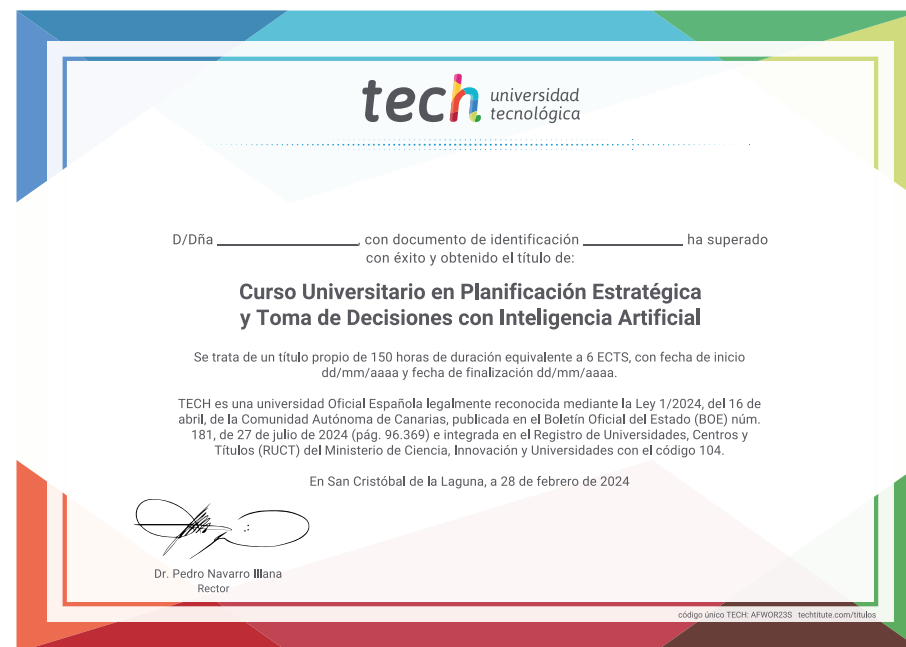 tech universidad
tecnológica
D/Dña ____________________, con documento de identificación ______________ ha superado
con éxito y obtenido el título de:
Curso Universitario en Planificación Estratégica
y Toma de Decisiones con Inteligencia Artificial
Se trata de un título propio de 150 horas de duración equivalente a 6 ECTS, con fecha de inicio
dd/mm/aaaa y fecha de finalización dd/mm/aaaa.
TECH es una universidad Oficial Española legalmente reconocida mediante la Ley 1/2024, del 16 de
abril, de la Comunidad Autónoma de Canarias, publicada en el Boletín Oficial del Estado (BOE) núm.
181, de 27 de julio de 2024 (pág. 96.369) e integrada en el Registro de Universidades, Centros y
Títulos (RUCT) del Ministerio de Ciencia, Innovación y Universidades con el código 104.
En San Cristóbal de la Laguna, a 28 de febrero de 2024
Dr. Pedro Navarro Illana
Rector
código único TECH: AFWOR23S techtitute.com/titulos